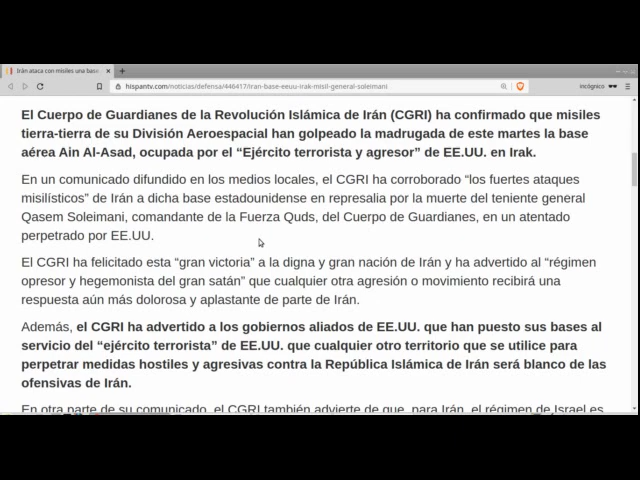 Irán ataca con misiles una base
hispantv.com/noticias/defensa/446417/iran-base-eeuu-irak-misil-general-soleimani
incógnico
El Cuerpo de Guardianes de la Revolución Islámica de Irán (CGRI) ha confirmado que misiles
tierra-tierra de su División Aeroespacial han golpeado la madrugada de este martes la base
aérea Ain Al-Asad, ocupada por el “Ejército terrorista y agresor” de EE.UU. en Irak.
En un comunicado difundido en los medios locales, el CGRI ha corroborado “los fuertes ataques
misilísticos” de Irán a dicha base estadounidense en represalia por la muerte del teniente general
Qasem Soleimani, comandante de la Fuerza Quds, del Cuerpo de Guardianes, en un atentado
perpetrado por EE.UU.
El CGRI ha felicitado esta “gran victoria” a la digna y gran nación de Irán y ha advertido al “régimen
opresor y hegemonista del gran satán” que cualquier otra agresión o movimiento recibirá una
respuesta aún más dolorosa y aplastante de parte de Irán.
Además, el CGRI ha advertido a los gobiernos aliados de EE.UU. que han puesto sus bases al
servicio del “ejército terrorista” de EE.UU. que cualquier otro territorio que se utilice para
perpetrar medidas hostiles y agresivas contra la República Islámica de Irán será blanco de las
ofensivas de Irán.
En otra parte de su comunicado, el CGRI también advierte de que, para Irán, el régimen de Israel es